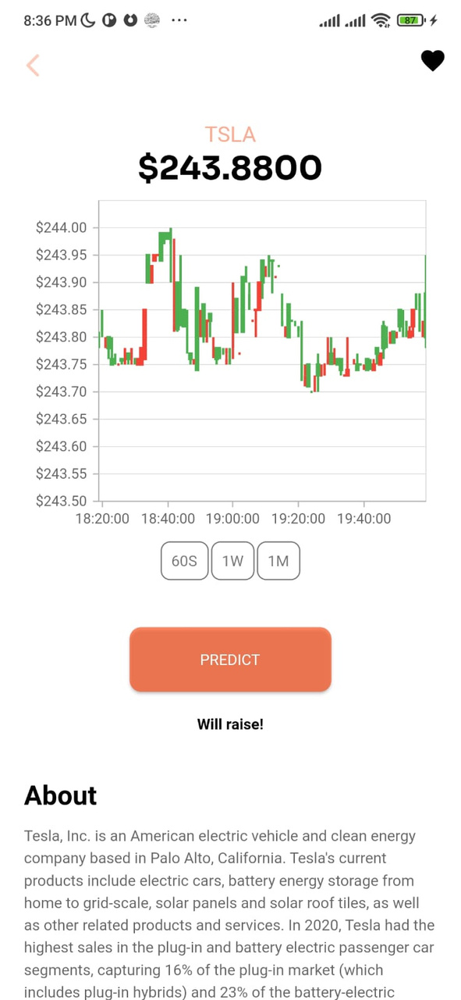 8:36 PM
87
TSLA
$243.8800
$244.00
$243.95
$243.90
$243.85
$243.80
$243.75
$243.70
$243.65
$243.60
$243.55
$243.50
18:20:00 18:40:00 19:00:00 19:20:00 19:40:00
60S 1W 1M
PREDICT
Will raise!
About
Tesla, Inc. is an American electric vehicle and clean energy
company based in Palo Alto, California. Tesla's current
products include electric cars, battery energy storage from
home to grid-scale, solar panels and solar roof tiles, as well
as other related products and services. In 2020, Tesla had the
highest sales in the plug-in and battery electric passenger car
segments, capturing 16% of the plug-in market (which
includes plug-in hybrids) and 23% of the battery-electric